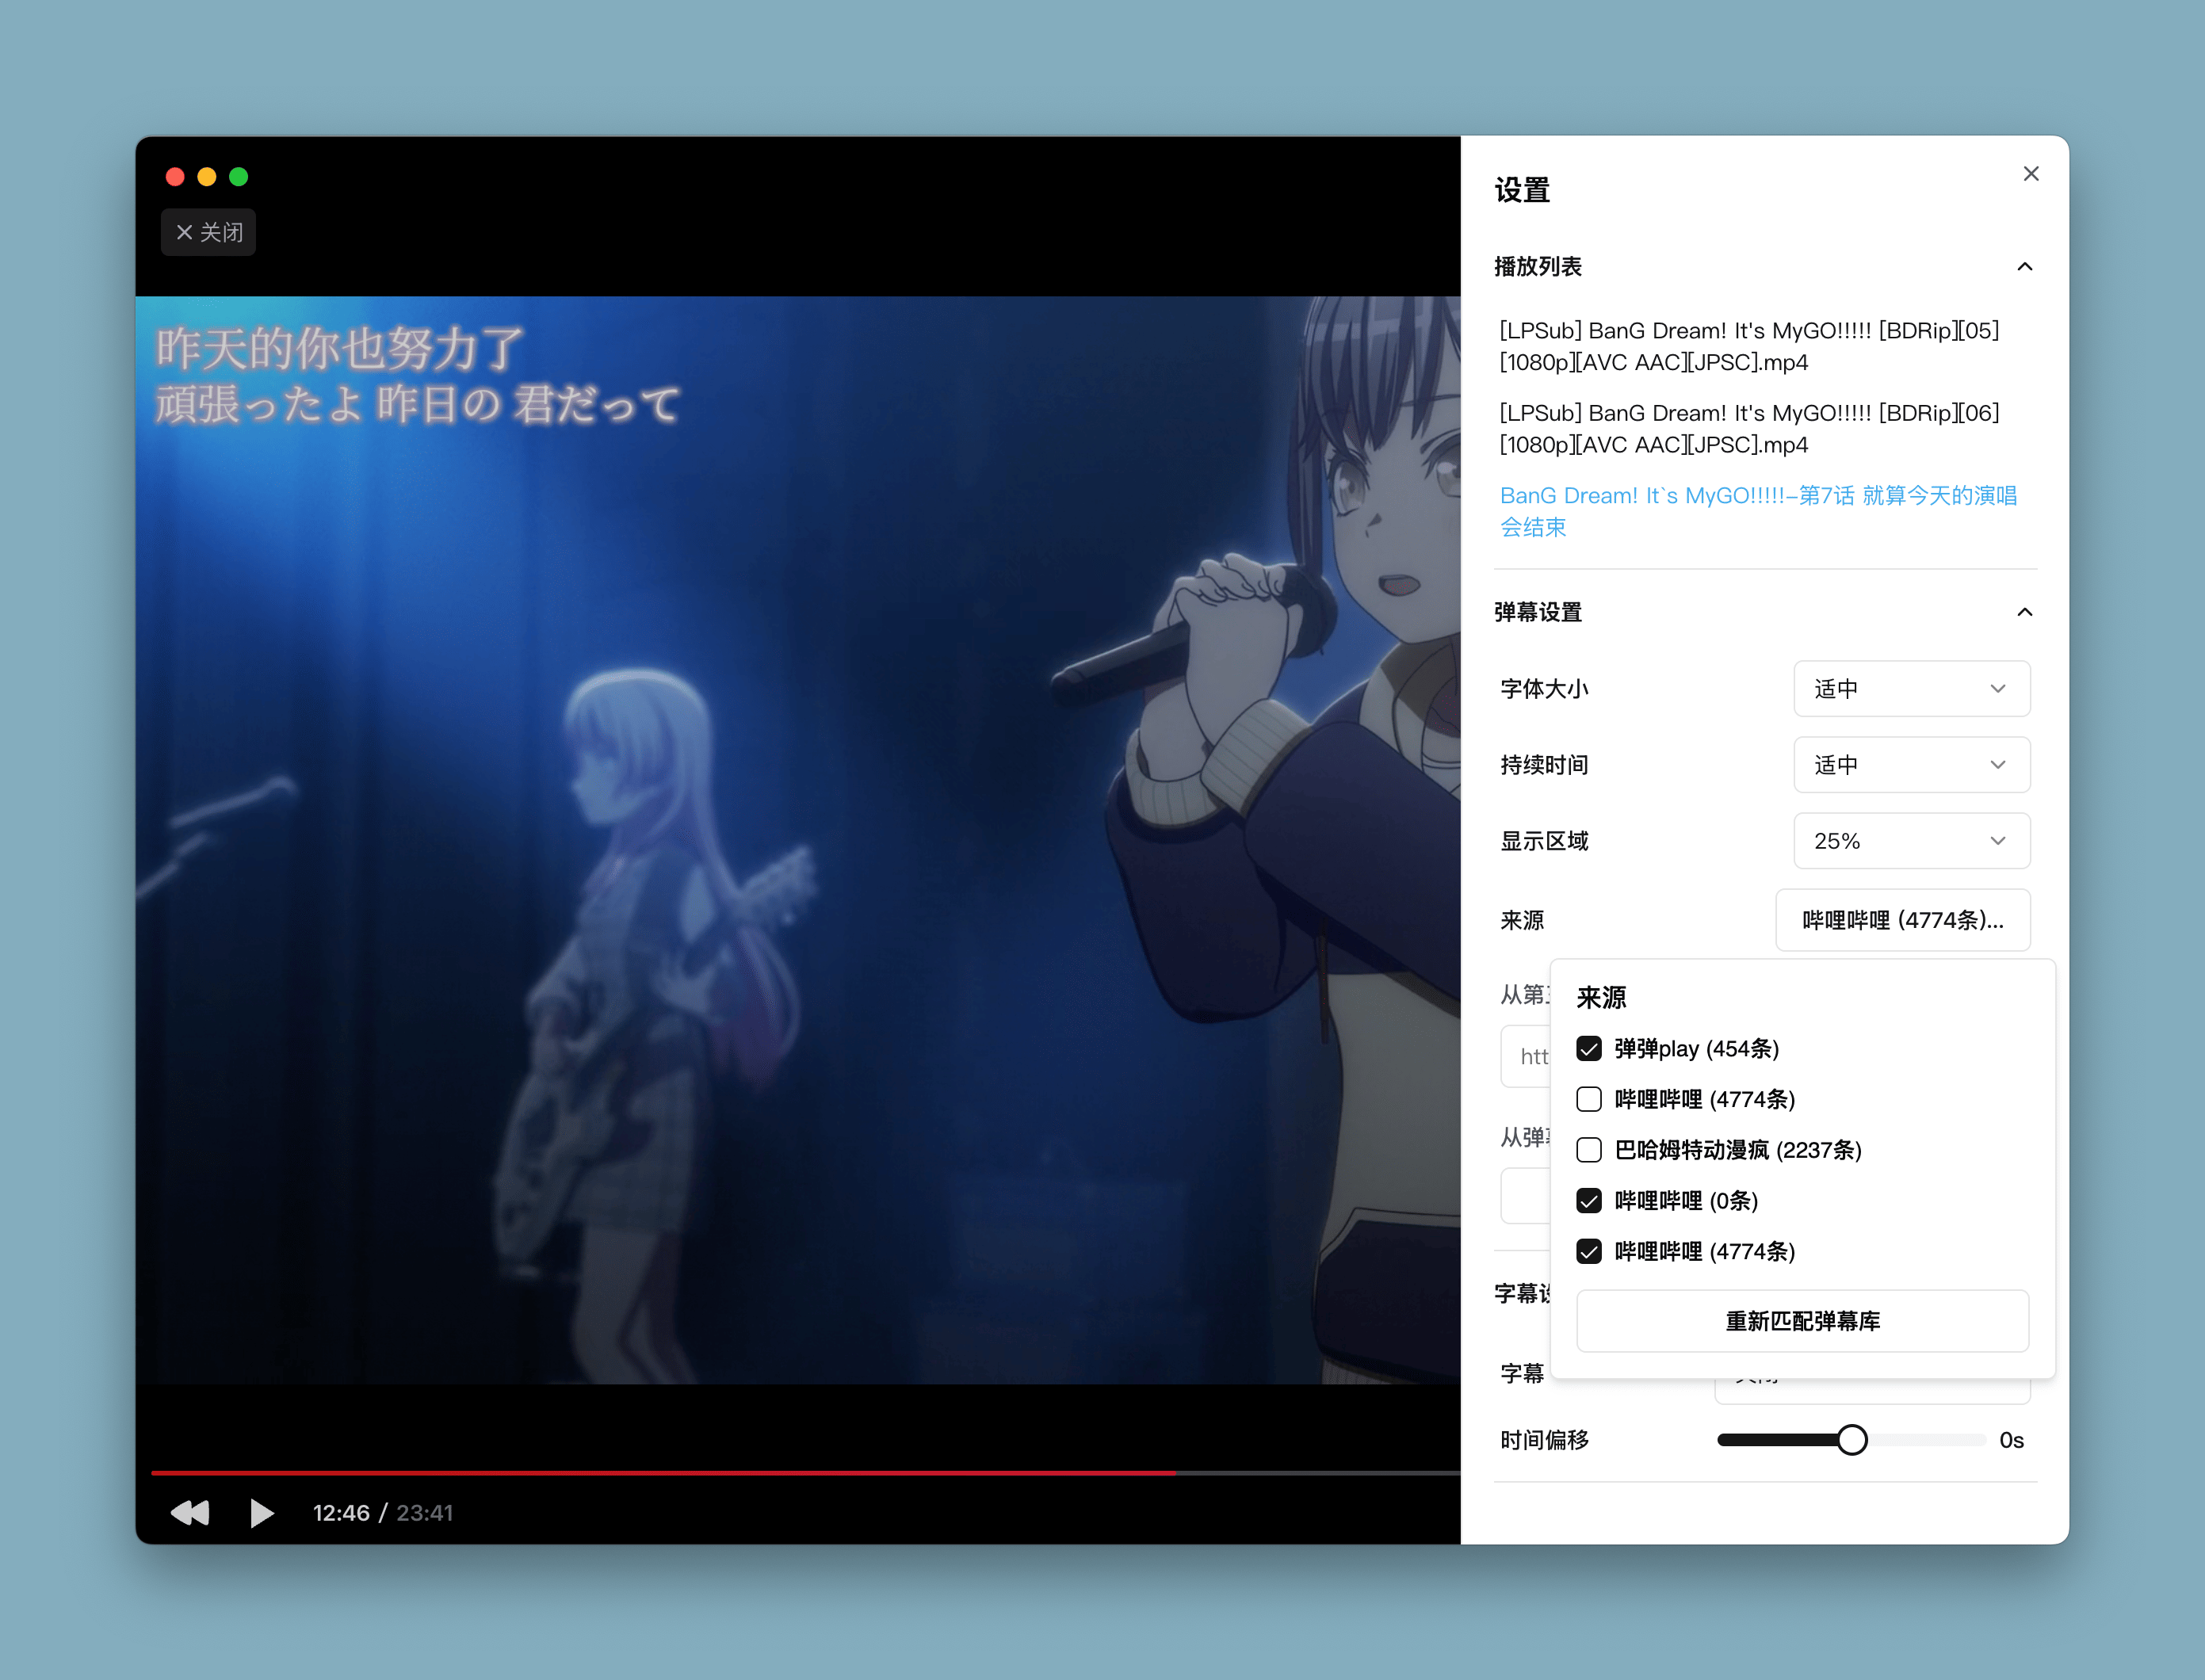 关闭
昨天的你也努力了
頑張ったよ 昨日の 君だって
12:46 / 23:41
设置
播放列表
[LPSub] BanG Dream! It's MyGO!!!!! [BDRip][05]
[1080p][AVC AAC][JPSC].mp4
[LPSub] BanG Dream! It's MyGO!!!!! [BDRip][06]
[1080p][AVC AAC][JPSC].mp4
BanG Dream! It`s MyGO!!!!!-第7话 就算今天的演唱
会结束
弹幕设置
字体大小 适中
持续时间 适中
显示区域 25%
来源 哔哩哔哩 (4774条)...
从第
htt
从弹
来源
弹弹play (454条)
哔哩哔哩 (4774条)
巴哈姆特动漫疯 (2237条)
哔哩哔哩 (0条)
哔哩哔哩 (4774条)
重新匹配弹幕库
字幕
字幕
时间偏移 0s